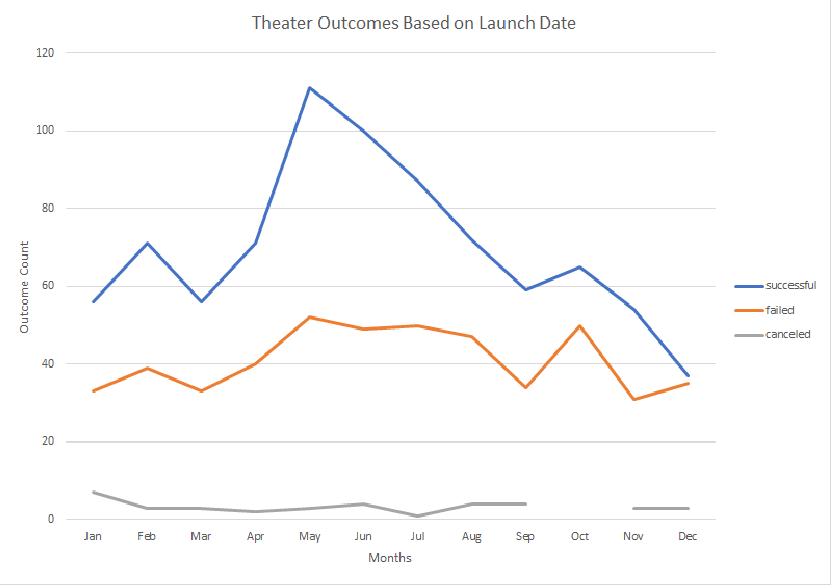 Theater Outcomes Based on Launch Date
120
100
80
60
40
20
0
Outcome Count
Jan Feb Mar Apr May Jun Jul Aug Sep Oct Nov Dec
Months
successful
failed
canceled